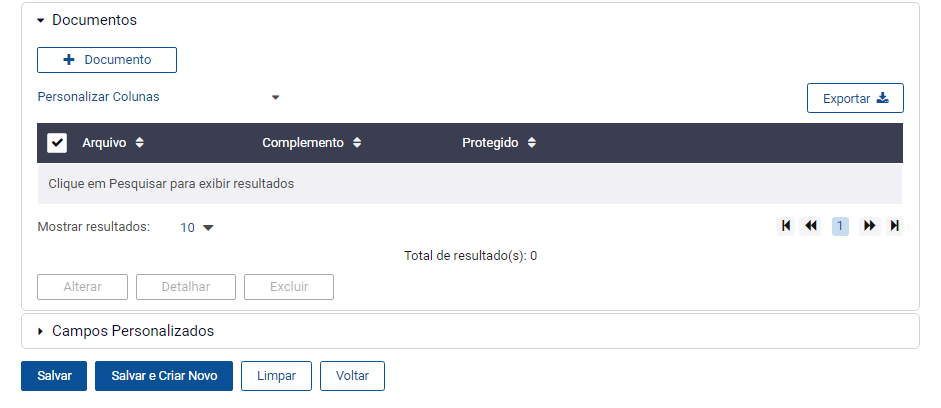 Documentos
Documento
Personalizar Colunas
Exportar
Arquivo Complemento Protegido
Clique em Pesquisar para exibir resultados
Mostrar resultados: 10 1
Total de resultado(s): 0
Alterar Detalhar Excluir
Campos Personalizados
Salvar Salvar e Criar Novo Limpar Voltar